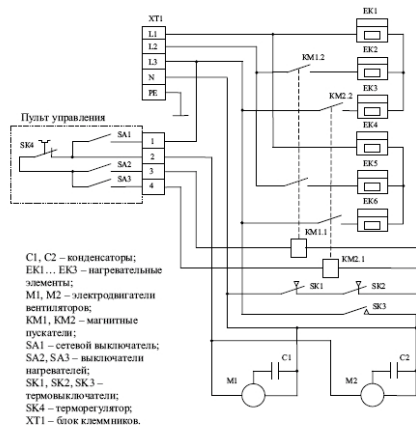 XT1
L1
L2
L3
N
PE
EK1
EK2
EK3
EK4
EK5
EK6
KM1.2
KM2.2
Пульт управления
SK4
SA1
SA2
SA3
1
2
3
4
KM1.1
KM2.1
SK1
SK2
SK3
C1
C2
M1
M2
C1, C2 – конденсаторы;
EK1... EK3 – нагревательные
элементы;
M1, M2 – электродвигатели
вентиляторов;
KM1, KM2 – магнитные
пускатели;
SA1 – сетевой выключатель;
SA2, SA3 – выключатели
нагревателей;
SK1, SK2, SK3 –
термовыключатели;
SK4 – терморегулятор;
XT1 – блок клеммников.